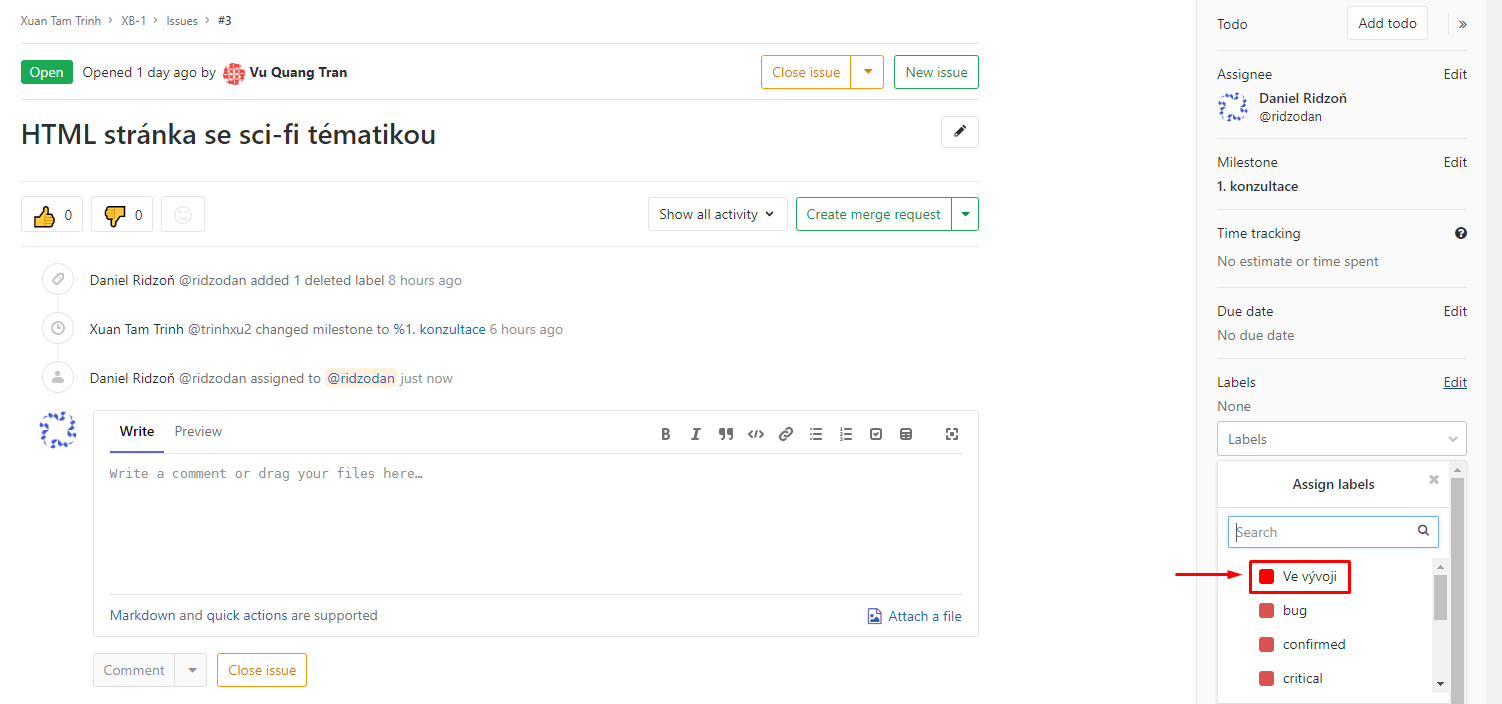 Xuan Tam Trinh > XB-1 > Issues > #3
Open Opened 1 day ago by Vu Quang Tran Close issue New issue
HTML stránka se sci-fi tématikou
0 0 Show all activity Create merge request
Daniel Ridzoň @ridzodan added 1 deleted label 8 hours ago
Xuan Tam Trinh @trinhxu2 changed milestone to %1. konzultace 6 hours ago
Daniel Ridzoň @ridzodan assigned to @ridzodan just now
Write Preview
Write a comment or drag your files here…
Markdown and quick actions are supported Attach a file
Comment Close issue
Todo Add todo »
Assignee Edit
Daniel Ridzoň
@ridzodan
Milestone Edit
1. konzultace
Time tracking
No estimate or time spent
Due date Edit
No due date
Labels Edit
None
Labels
Assign labels
Search
Ve vývoji
bug
confirmed
critical